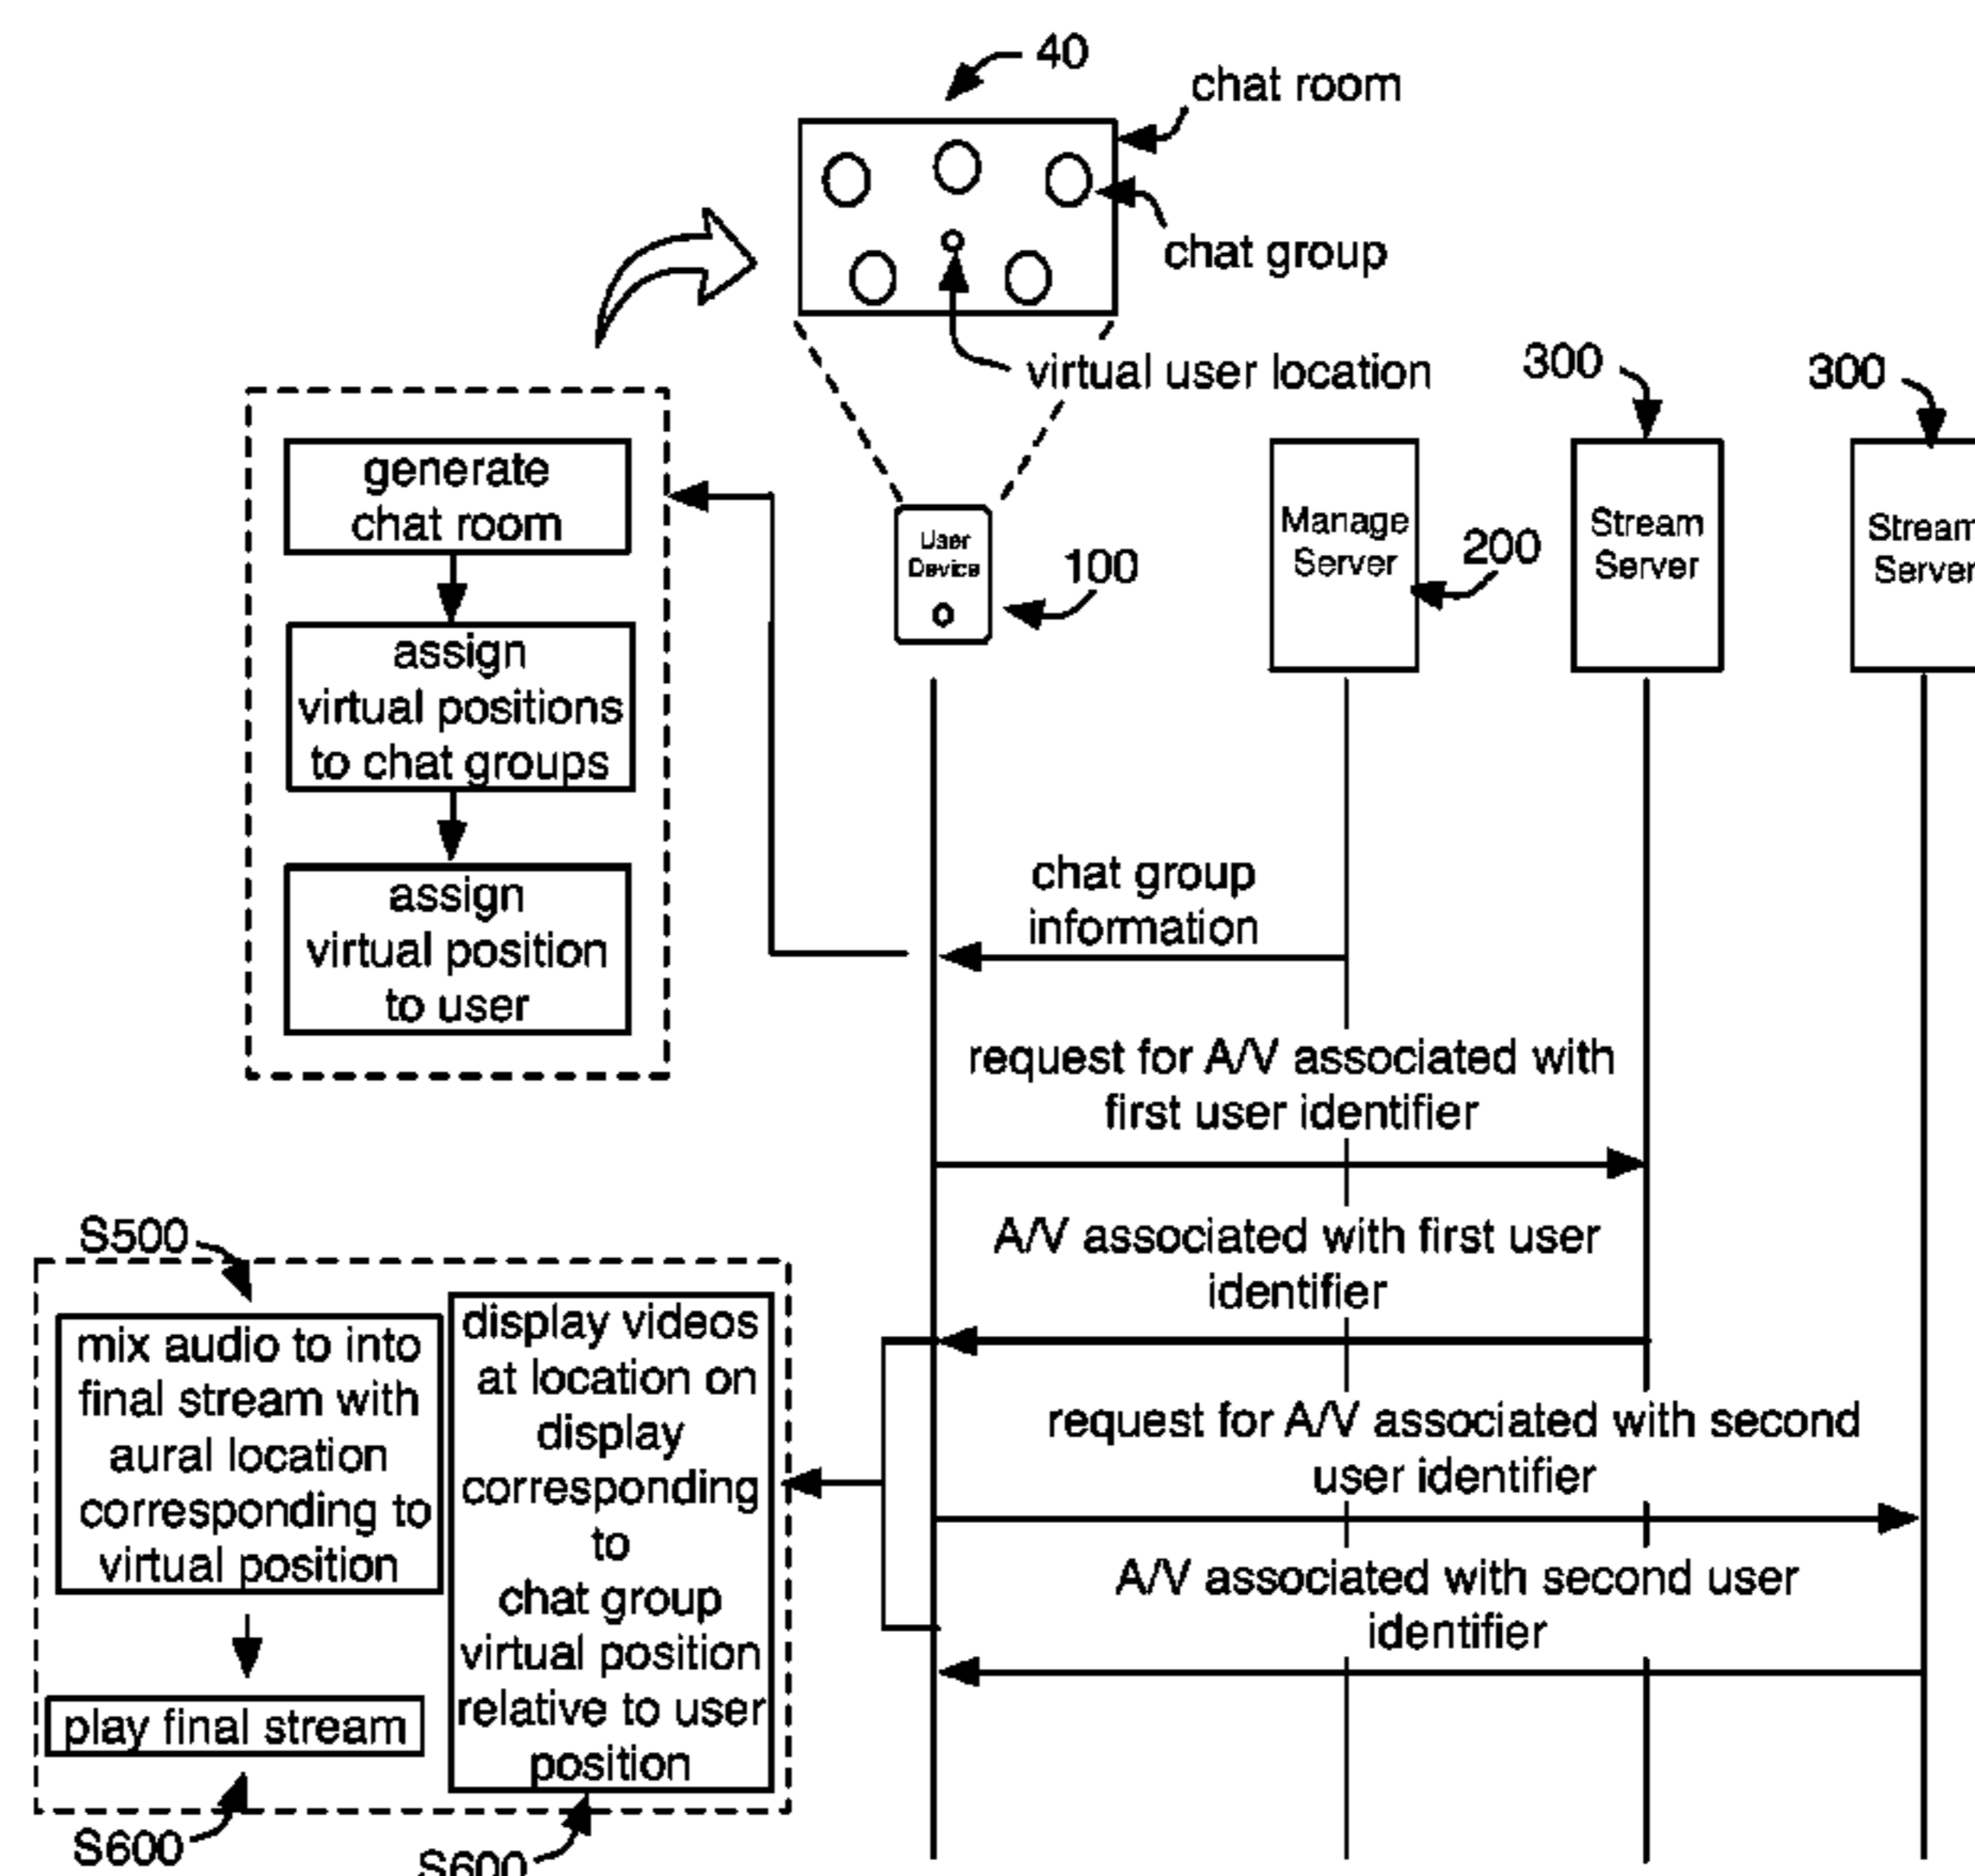 40
chat room
chat group
virtual user location
300
300
generate
chat room
User
Device
100
Manage
Server
200
Stream
Server
Stream
Server
assign
virtual positions
to chat groups
assign
virtual position
to user
chat group
information
request for A/V associated with
first user identifier
A/V associated with first user
identifier
request for A/V associated with second
user identifier
A/V associated with second user
identifier
S500
mix audio to into
final stream with
aural location
corresponding to
virtual position
play final stream
S600
display videos
at location on
display
corresponding
to
chat group
virtual position
relative to user
position
S600